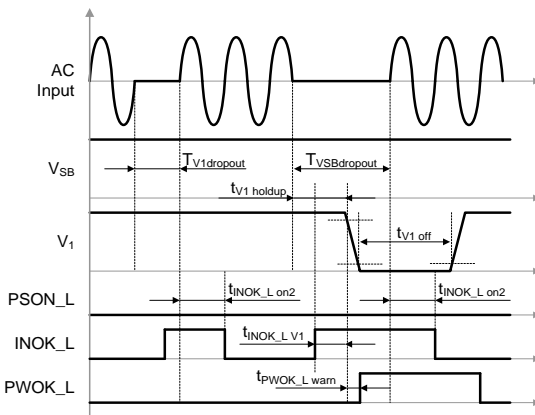 AC
Input
T_V1dropout
T_VSBdropout
V_SB
t_V1 holdup
V_1
t_V1 off
PSON_L
t_INOK_L on2
t_INOK_L on2
INOK_L
t_INOK_L V1
t_PWOK_L warn
PWOK_L